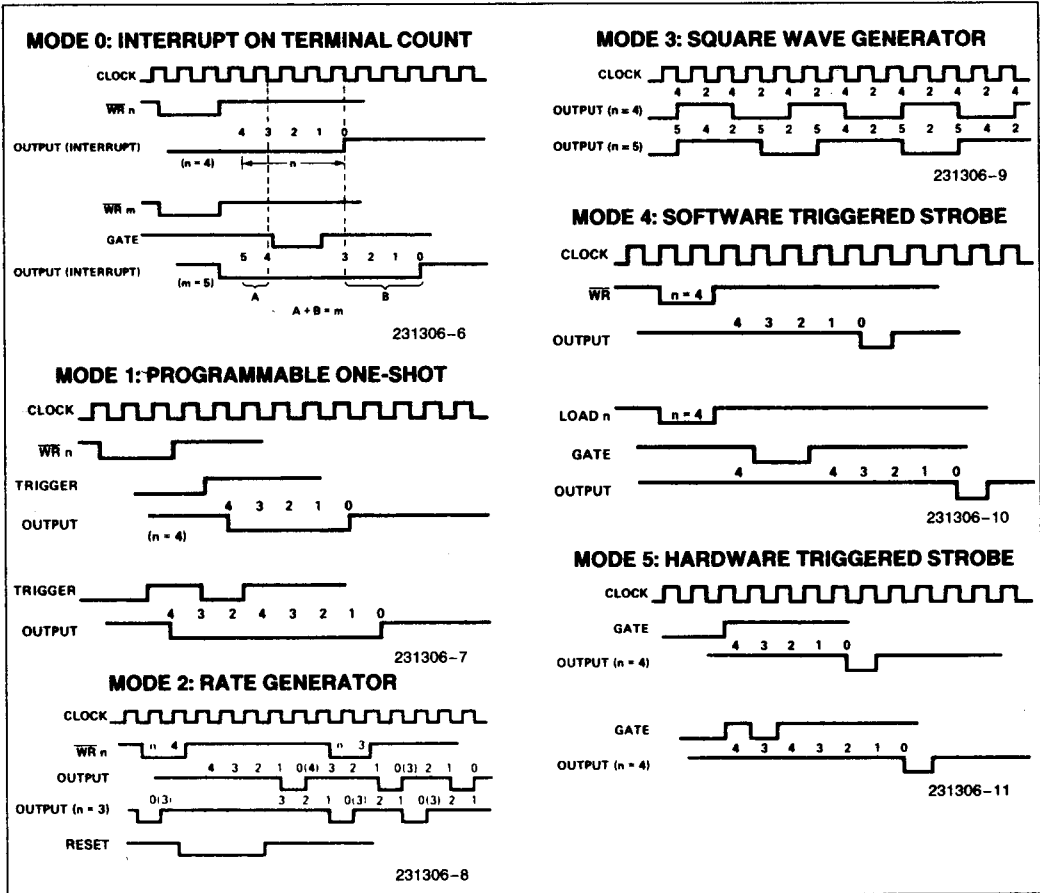 MODE 0: INTERRUPT ON TERMINAL COUNT
CLOCK
WR n
4 3 2 1 0
OUTPUT (INTERRUPT)
(n = 4) n
WR m
GATE
5 4 3 2 1 0
OUTPUT (INTERRUPT)
(m = 5)
A B
A + B = m
231306-6
MODE 1: PROGRAMMABLE ONE-SHOT
CLOCK
WR n
TRIGGER
4 3 2 1 0
OUTPUT
(n = 4)
TRIGGER
4 3 2 4 3 2 1 0
OUTPUT
231306-7
MODE 2: RATE GENERATOR
CLOCK
WR n n 4 n 3
4 3 2 1 0(4) 3 2 1 0(3) 2 1 0
OUTPUT
0(3) 3 2 1 0(3) 2 1 0(3) 2 1
OUTPUT (n = 3)
RESET
231306-8
MODE 3: SQUARE WAVE GENERATOR
CLOCK
4 2 4 2 4 2 4 2 4 2 4 2 4
OUTPUT (n = 4)
5 4 2 5 2 5 4 2 5 2 5 4 2
OUTPUT (n = 5)
231306-9
MODE 4: SOFTWARE TRIGGERED STROBE
CLOCK
WR n = 4
4 3 2 1 0
OUTPUT
LOAD n n = 4
GATE
4 4 3 2 1 0
OUTPUT
231306-10
MODE 5: HARDWARE TRIGGERED STROBE
CLOCK
GATE
4 3 2 1 0
OUTPUT (n = 4)
GATE
4 3 4 3 2 1 0
OUTPUT (n = 4)
231306-11